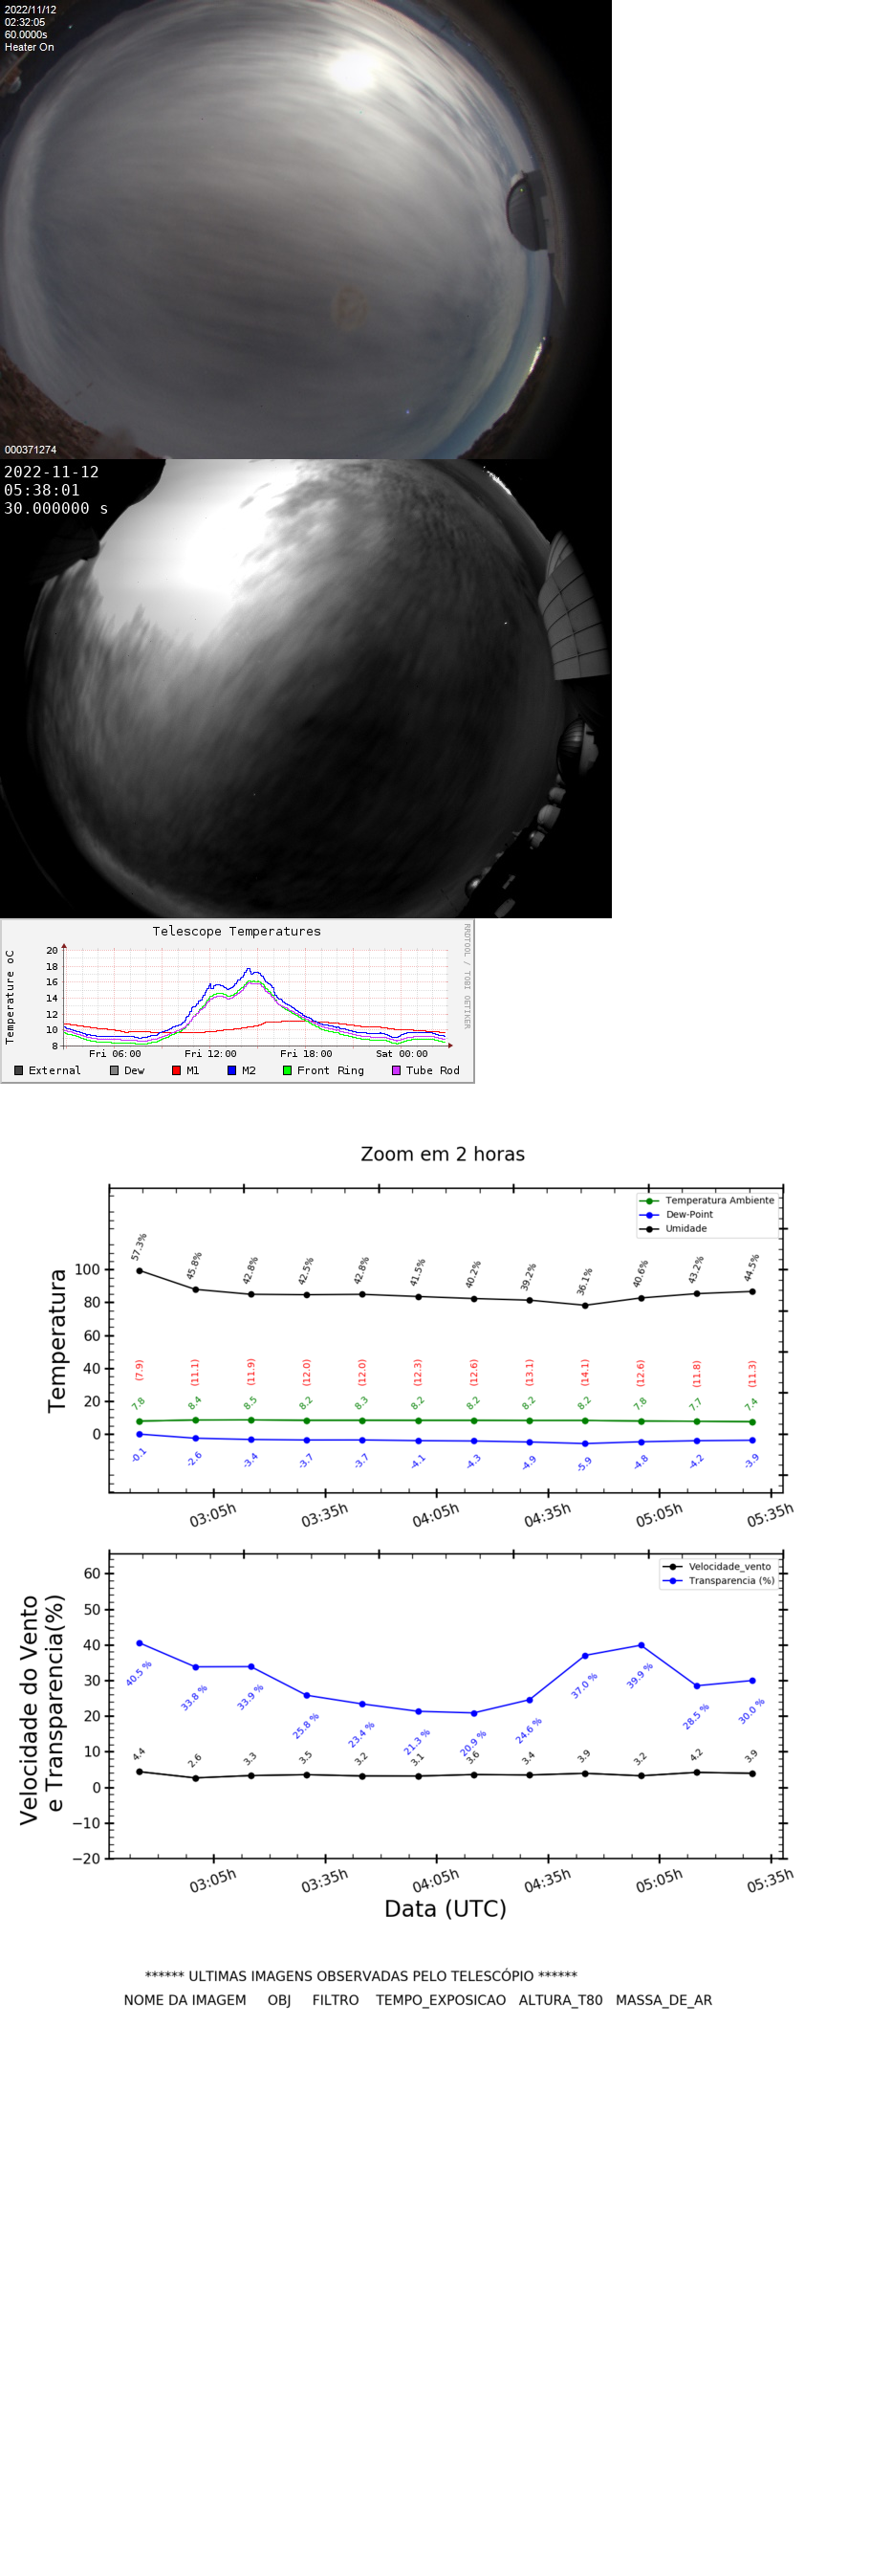 2022/11/12
02:32:05
60.0000s
Heater On
000371274
2022-11-12
05:38:01
30.000000 s
Telescope Temperatures
RRDTOOL / TOBI OETIKER
Temperature oC
20
18
16
14
12
10
8
Fri 06:00 Fri 12:00 Fri 18:00 Sat 00:00
External Dew M1 M2 Front Ring Tube Rod
Zoom em 2 horas
Temperatura Ambiente
Dew-Point
Umidade
Temperatura
100
80
60
40
20
0
57.3% 45.8% 42.8% 42.5% 42.8% 41.5% 40.2% 39.2% 36.1% 40.6% 43.2% 44.5%
(7.9) (11.1) (11.9) (12.0) (12.0) (12.3) (12.6) (13.1) (14.1) (12.6) (11.8) (11.3)
7.8 8.4 8.5 8.2 8.3 8.2 8.2 8.2 8.2 7.8 7.7 7.4
-0.1 -2.6 -3.4 -3.7 -3.7 -4.1 -4.3 -4.9 -5.9 -4.8 -4.2 -3.9
03:05h 03:35h 04:05h 04:35h 05:05h 05:35h
Velocidade_vento
Transparencia (%)
Velocidade do Vento
e Transparencia(%)
60
50
40
30
20
10
0
−10
−20
40.5 % 33.8 % 33.9 % 25.8 % 23.4 % 21.3 % 20.9 % 24.6 % 37.0 % 39.9 % 28.5 % 30.0 %
4.4 2.6 3.3 3.5 3.2 3.1 3.6 3.4 3.9 3.2 4.2 3.9
03:05h 03:35h 04:05h 04:35h 05:05h 05:35h
Data (UTC)
****** ULTIMAS IMAGENS OBSERVADAS PELO TELESCÓPIO ******
NOME DA IMAGEM OBJ FILTRO TEMPO_EXPOSICAO ALTURA_T80 MASSA_DE_AR